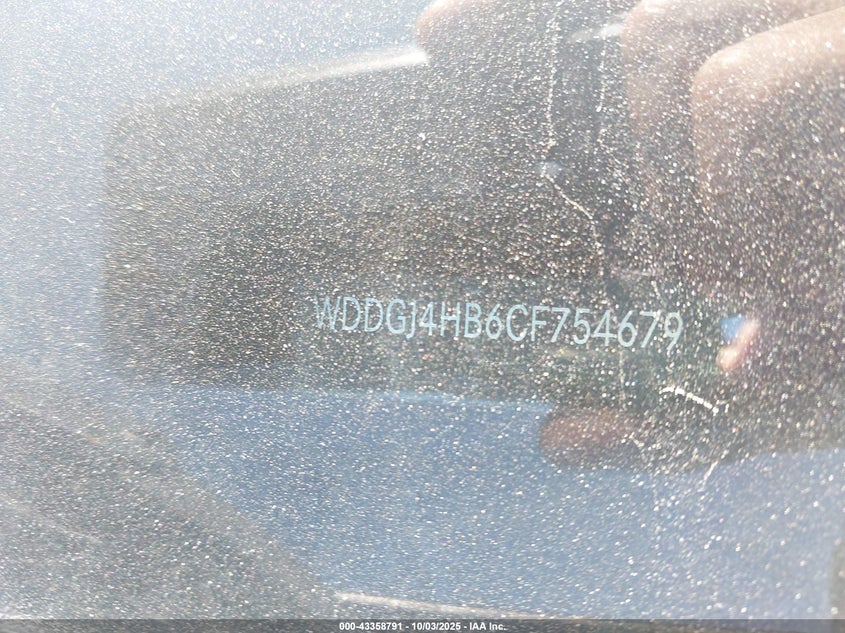 WDDGJ4HB6CF754679
000-43358791 - 10/03/2025 - IAA Inc.